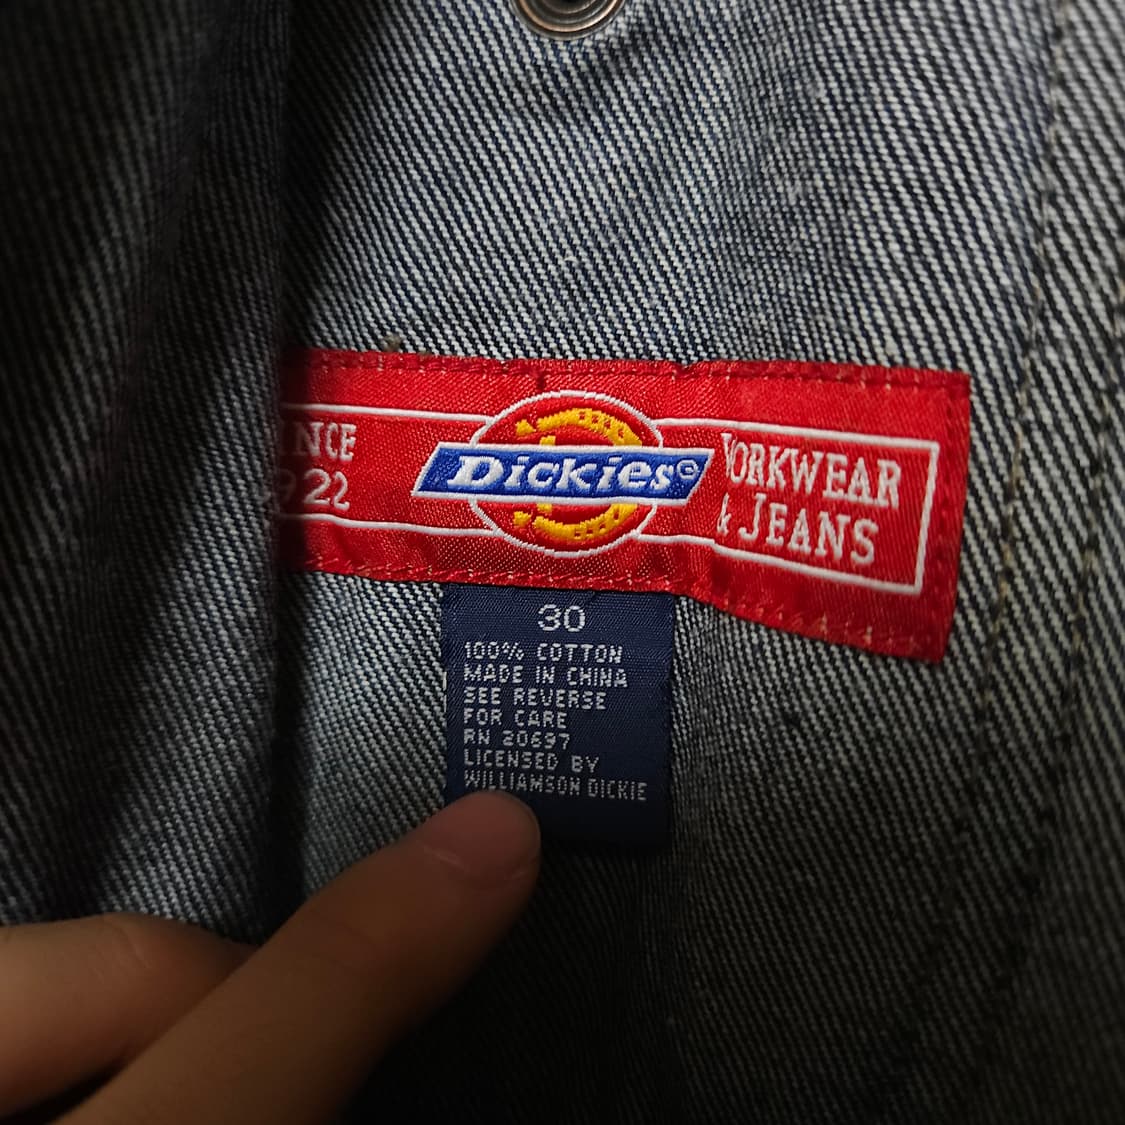 INCE
922
Dickies®
WORKWEAR
& JEANS
30
100% COTTON
MADE IN CHINA
SEE REVERSE
FOR CARE
RN 20697
LICENSED BY
WILLIAMSON DICKIE